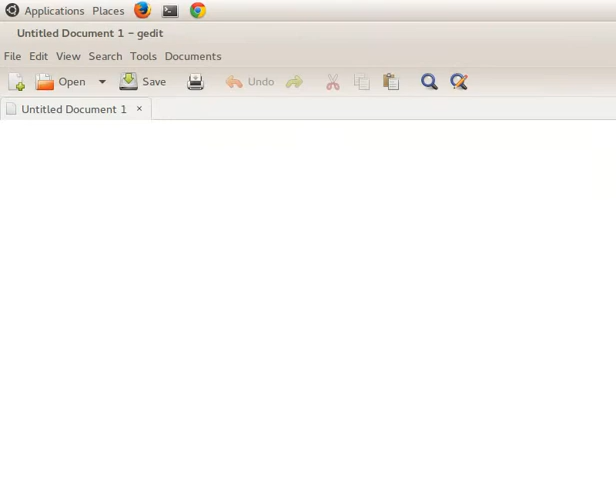 Applications Places
Untitled Document 1 – gedit
File Edit View Search Tools Documents
Open Save Undo
Untitled Document 1 ×